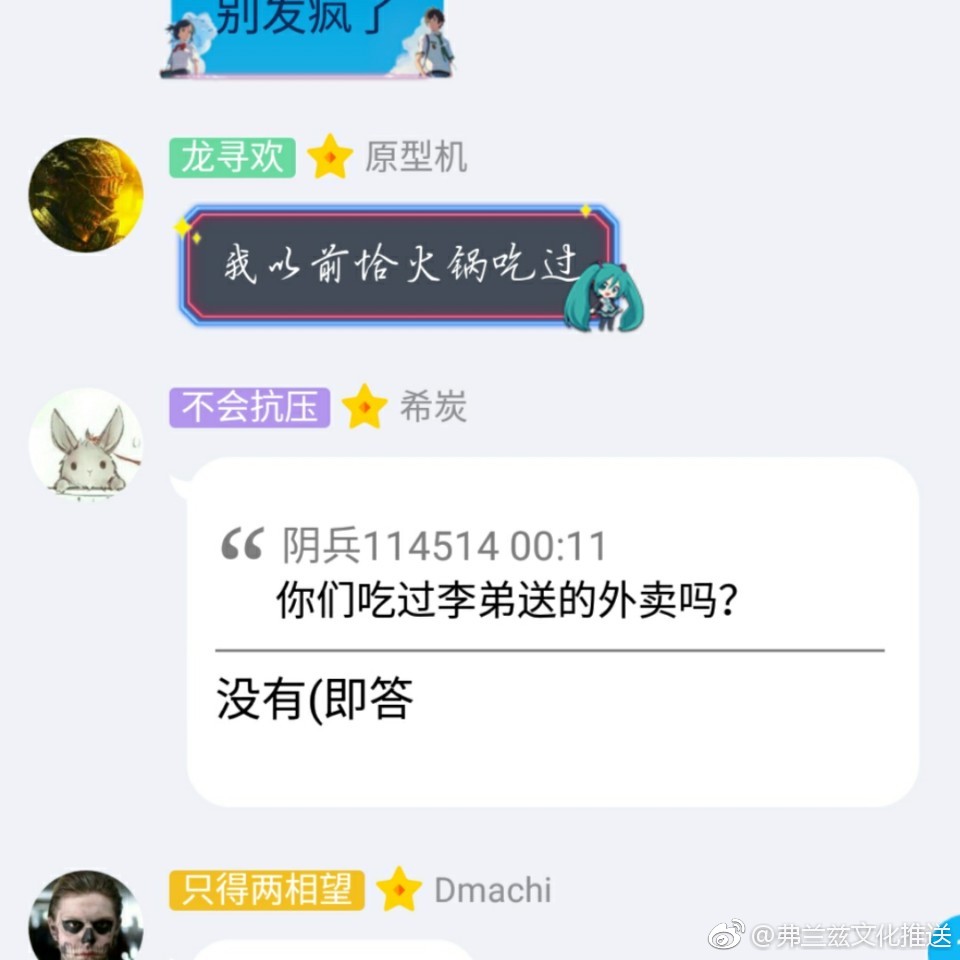 别发疯了
龙寻欢 原型机
我以前恰火锅吃过
不会抗压 希炭
“ 阴兵114514 00:11
你们吃过李弟送的外卖吗?
没有(即答
只得两相望 Dmachi
@弗兰兹文化推送